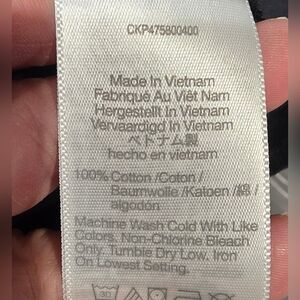 CKP475800400
Made In Vietnam
Fabriqué Au Viêt Nam
Hergestellt In Vietnam
Vervaardigd In Vietnam
ベトナム製
hecho en vietnam
100% Cotton /Coton /
Baumwolle /Katoen /綿 /
algodón
Machine Wash Cold With Like
Colors. Non-Chlorine Bleach
Only. Tumble Dry Low. Iron
On Lowest Setting.
30